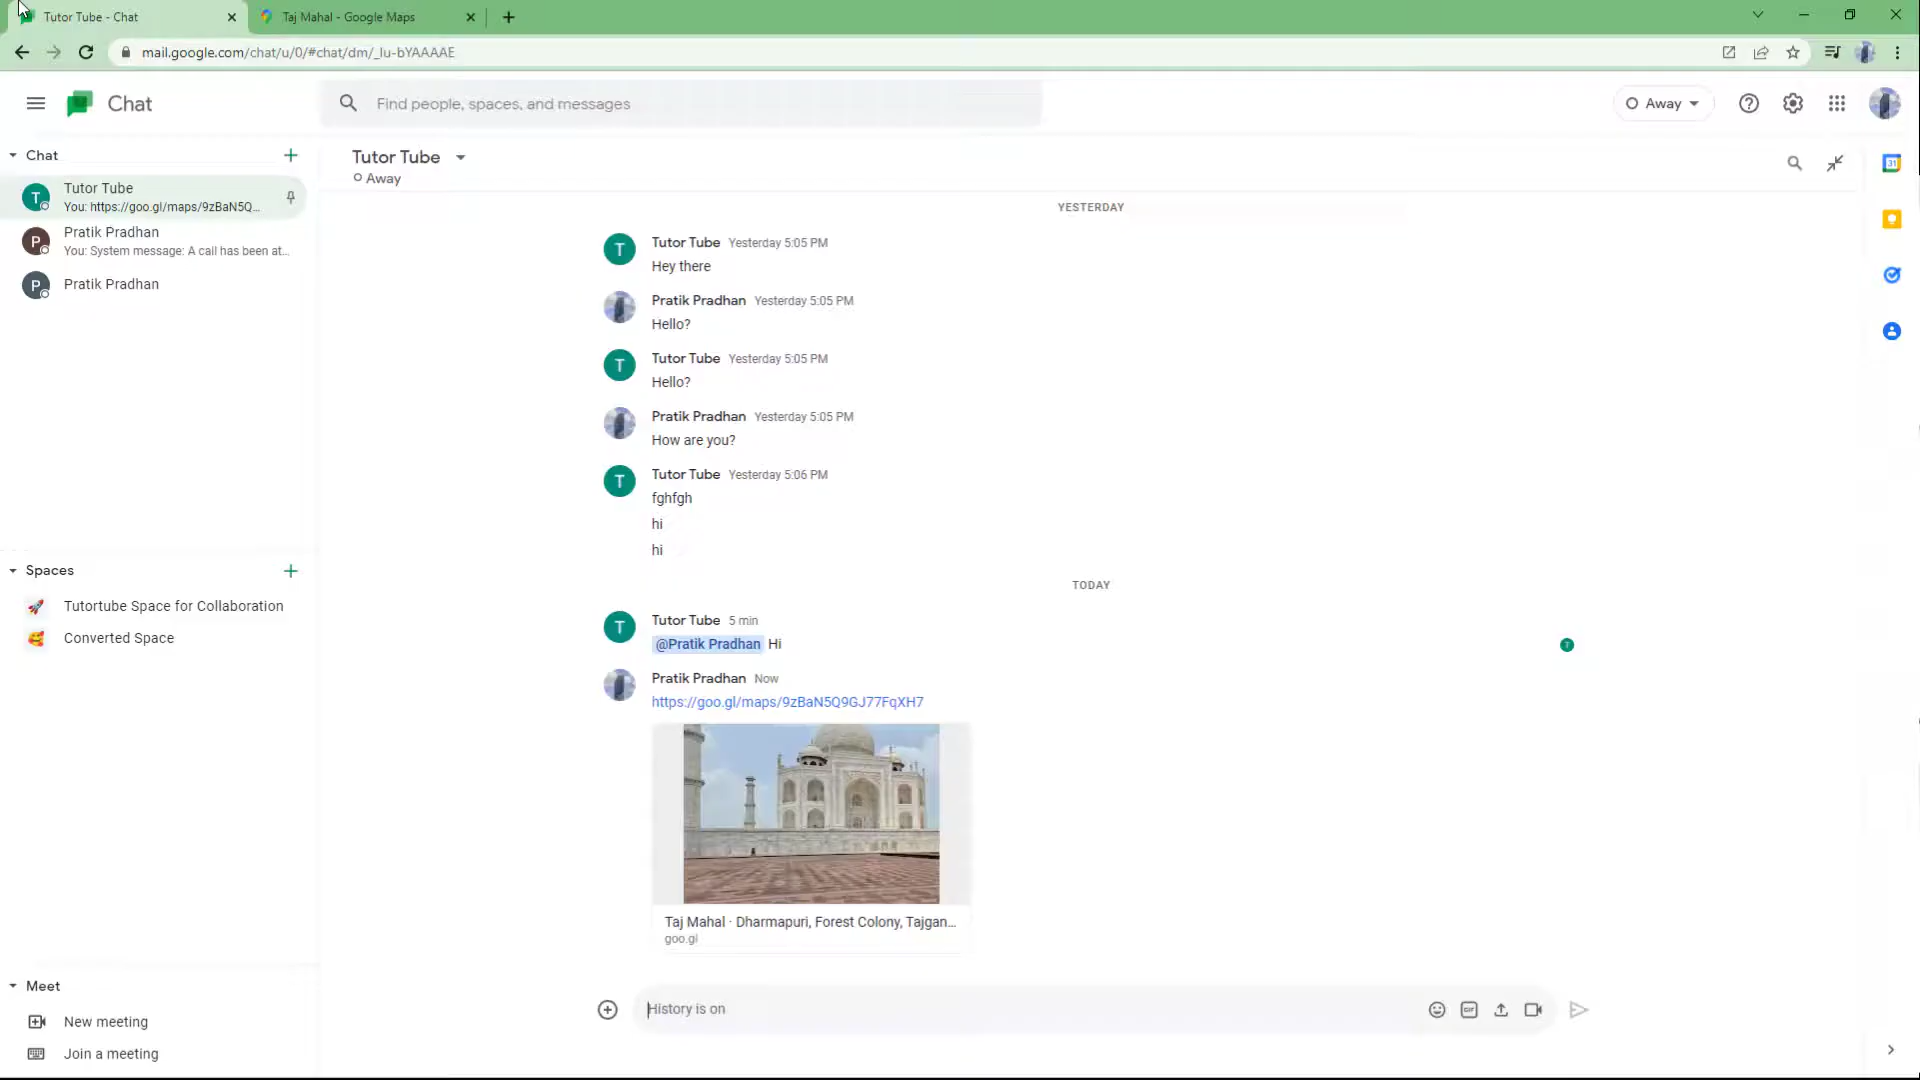 Tutor Tube - Chat
Taj Mahal - Google Maps
mail.google.com/chat/u/0/#chat/dm/_lu-bYAAAAE
Chat
Find people, spaces, and messages
Away
Chat
Tutor Tube
You: https://goo.gl/maps/9zBaN5Q...
Pratik Pradhan
You: System message: A call has been at...
Pratik Pradhan
Spaces
Tutortube Space for Collaboration
Converted Space
Meet
New meeting
Join a meeting
Tutor Tube
Away
YESTERDAY
Tutor Tube Yesterday 5:05 PM
Hey there
Pratik Pradhan Yesterday 5:05 PM
Hello?
Tutor Tube Yesterday 5:05 PM
Hello?
Pratik Pradhan Yesterday 5:05 PM
How are you?
Tutor Tube Yesterday 5:06 PM
fghfgh
hi
hi
TODAY
Tutor Tube 5 min
@Pratik Pradhan Hi
Pratik Pradhan Now
https://goo.gl/maps/9zBaN5Q9GJ77FqXH7
Taj Mahal · Dharmapuri, Forest Colony, Tajgan...
goo.gl
History is on
GIF
31